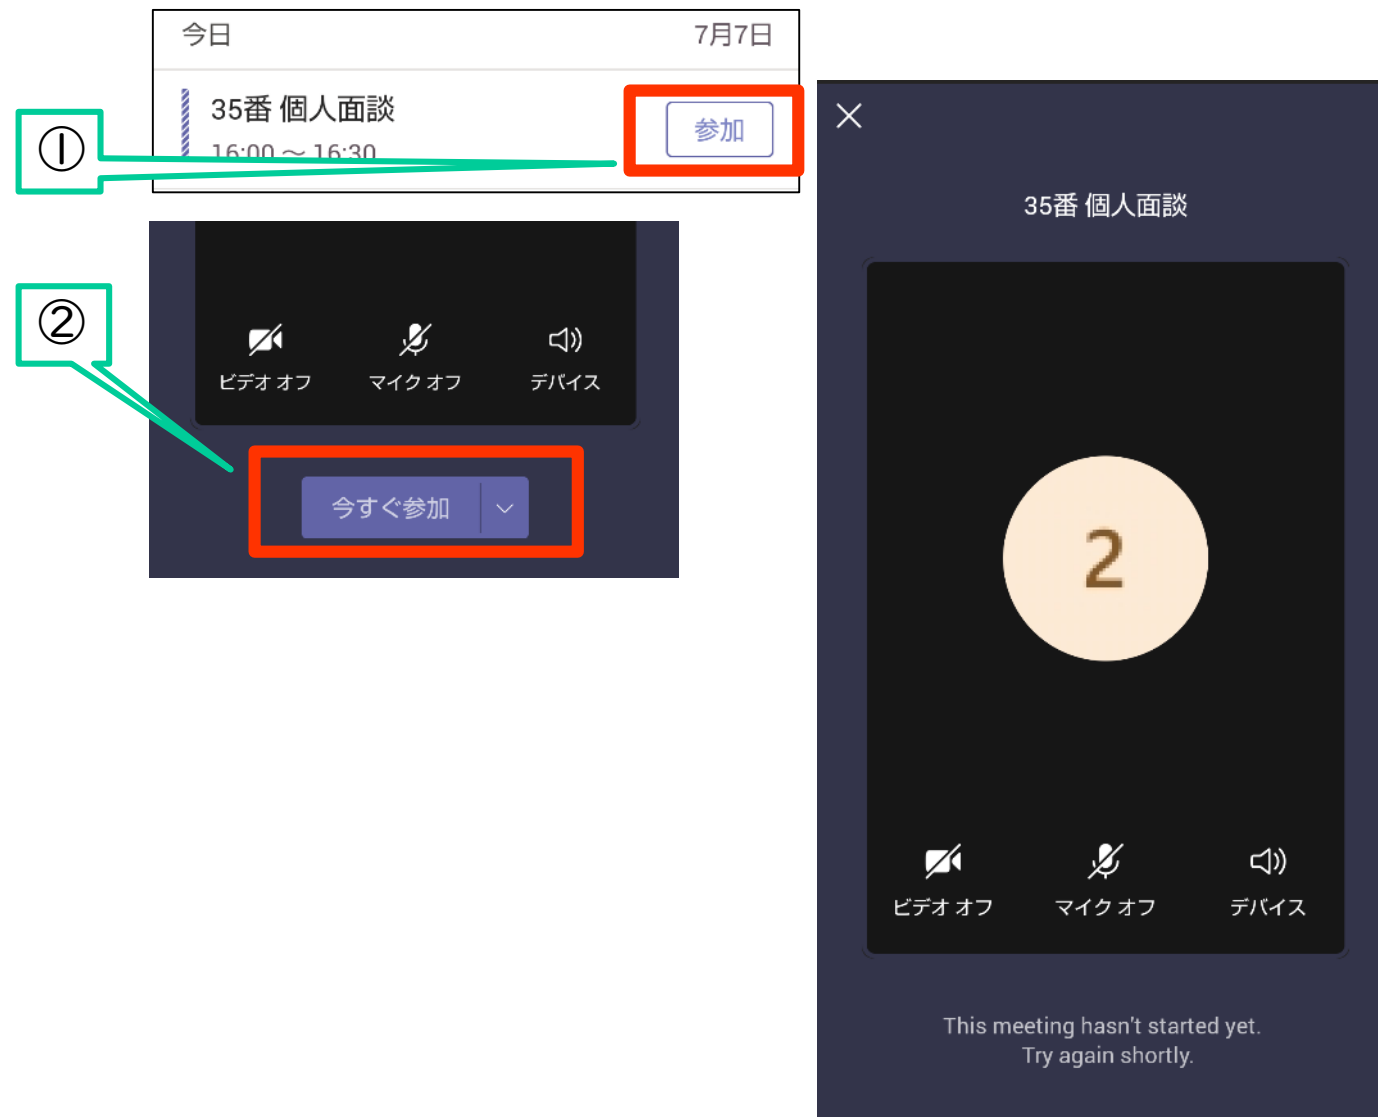 今日 7月7日
35番 個人面談
参加
16:00 ～ 16:30
①
②
ビデオ オフ マイク オフ デバイス
今すぐ参加
35番 個人面談
2
ビデオ オフ マイク オフ デバイス
This meeting hasn't started yet.
Try again shortly.